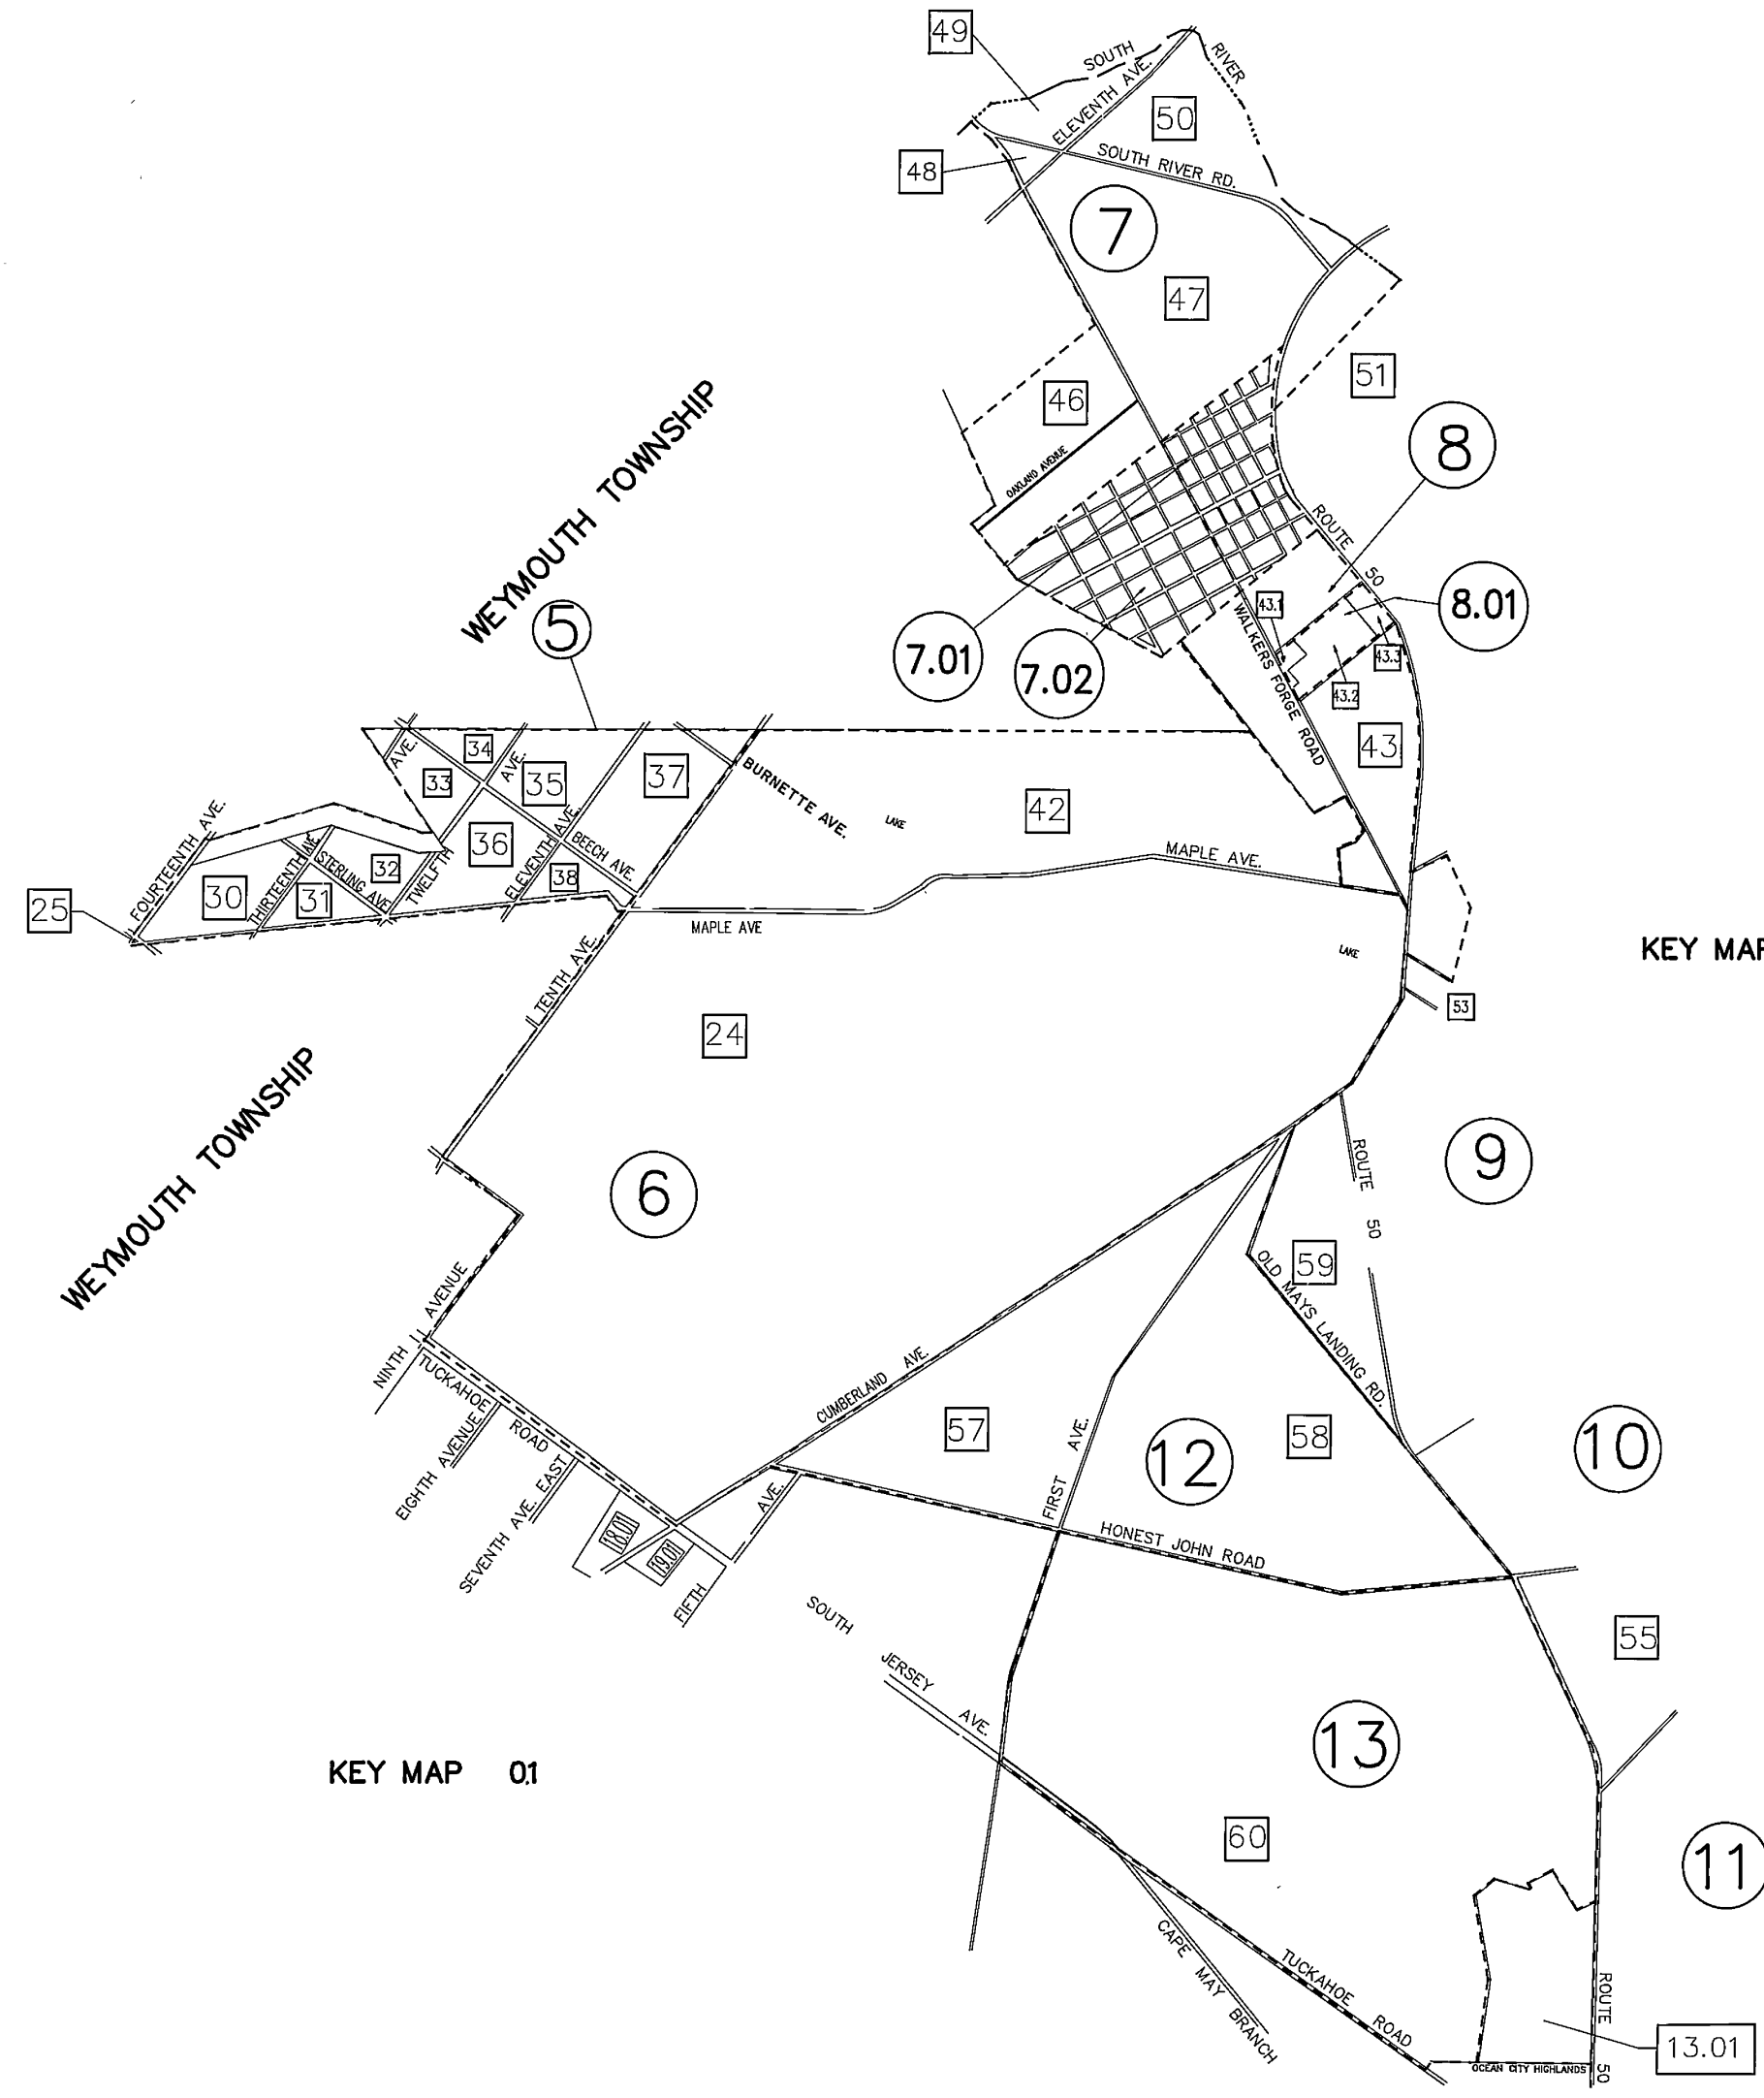 49
SOUTH
RIVER
ELEVENTH AVE.
50
SOUTH RIVER RD.
48
7
47
51
46
OAKLAND AVENUE
8
WEYMOUTH TOWNSHIP
ROUTE 50
5
43.1
8.01
7.01
7.02
WALKERS FORGE ROAD
43.3
43.2
43
34
AVE.
33
AVE.
35
37
BURNETTE AVE.
LAKE
42
FOURTEENTH AVE.
36
ELEVENTH AVE.
BEECH AVE.
MAPLE AVE.
THIRTEENTH AVE
STERLING AVE
32
TWELFTH
38
25
30
31
MAPLE AVE
KEY MAP
LAKE
TENTH AVE.
53
24
WEYMOUTH TOWNSHIP
6
ROUTE 50
9
59
OLD MAYS LANDING RD.
NINTH AVENUE
TUCKAHOE ROAD
CUMBERLAND AVE.
57
FIRST AVE.
12
58
10
EIGHTH AVENUE
SEVENTH AVE. EAST
18.01
19.01
AVE.
FIFTH
HONEST JOHN ROAD
SOUTH JERSEY AVE.
55
13
KEY MAP 01
60
11
CAPE MAY BRANCH
TUCKAHOE ROAD
ROUTE 50
OCEAN CITY HIGHLANDS
13.01